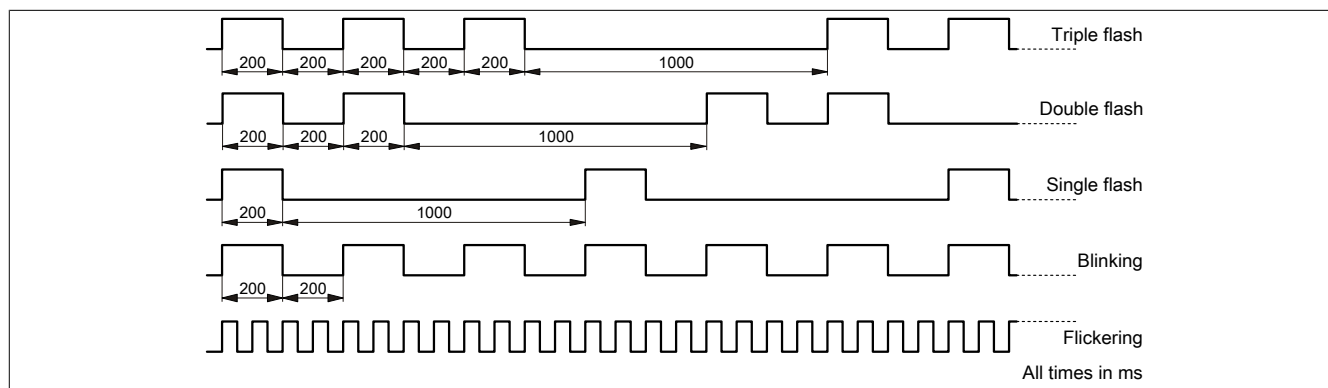 Triple flash
200 200 200 200 200 1000
Double flash
200 200 200 1000
Single flash
200 1000
Blinking
200 200
Flickering
All times in ms